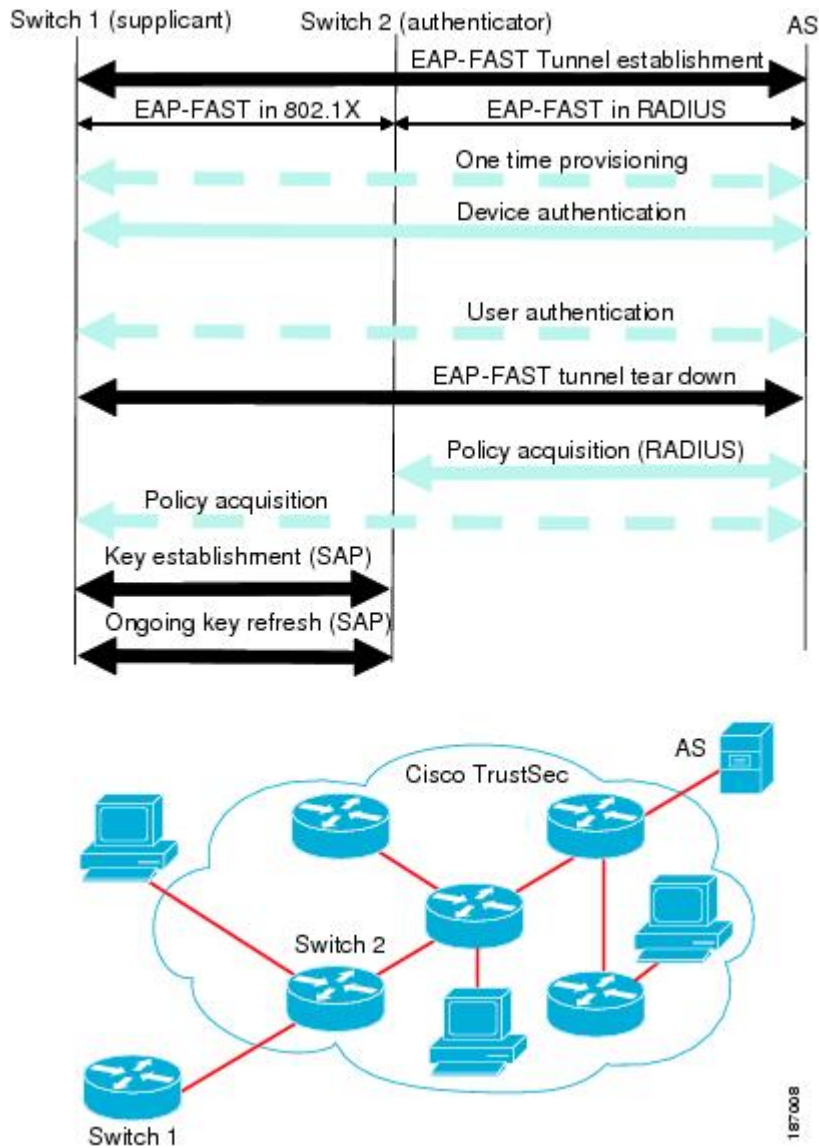 Switch 1 (supplicant)
Switch 2 (authenticator)
AS
EAP-FAST Tunnel establishment
EAP-FAST in 802.1X
EAP-FAST in RADIUS
One time provisioning
Device authentication
User authentication
EAP-FAST tunnel tear down
Policy acquisition (RADIUS)
Policy acquisition
Key establishment (SAP)
Ongoing key refresh (SAP)
AS
Cisco TrustSec
Switch 2
Switch 1
187008